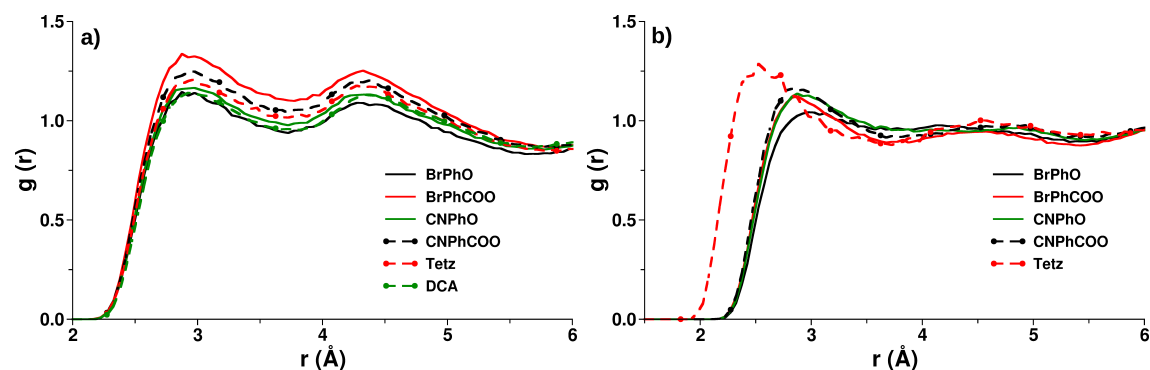 a)
1.5
1.0
0.5
0.0
g (r)
BrPhO
BrPhCOO
CNPhO
CNPhCOO
Tetz
DCA
2 3 4 5 6
r (Å)
b)
1.5
1.0
0.5
0.0
g (r)
BrPhO
BrPhCOO
CNPhO
CNPhCOO
Tetz
2 3 4 5 6
r (Å)